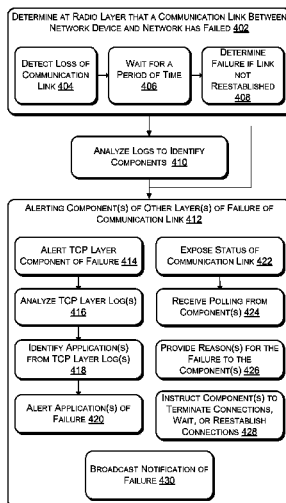 DETERMINE AT RADIO LAYER THAT A COMMUNICATION LINK BETWEEN
NETWORK DEVICE AND NETWORK HAS FAILED 402
DETECT LOSS OF
COMMUNICATION
LINK 404
WAIT FOR A
PERIOD OF TIME
406
DETERMINE
FAILURE IF LINK
NOT
REESTABLISHED
408
ANALYZE LOGS TO IDENTIFY
COMPONENTS 410
ALERTING COMPONENT(S) OF OTHER LAYER(S) OF FAILURE OF
COMMUNICATION LINK 412
ALERT TCP LAYER
COMPONENT OF FAILURE 414
ANALYZE TCP LAYER LOG(S)
416
IDENTIFY APPLICATION(S)
FROM TCP LAYER LOG(S)
418
ALERT APPLICATION(S) OF
FAILURE 420
EXPOSE STATUS OF
COMMUNICATION LINK 422
RECEIVE POLLING FROM
COMPONENT(S) 424
PROVIDE REASON(S) FOR THE
FAILURE TO THE
COMPONENT(S) 426
INSTRUCT COMPONENT(S) TO
TERMINATE CONNECTIONS,
WAIT, OR REESTABLISH
CONNECTIONS 428
BROADCAST NOTIFICATION OF
FAILURE 430